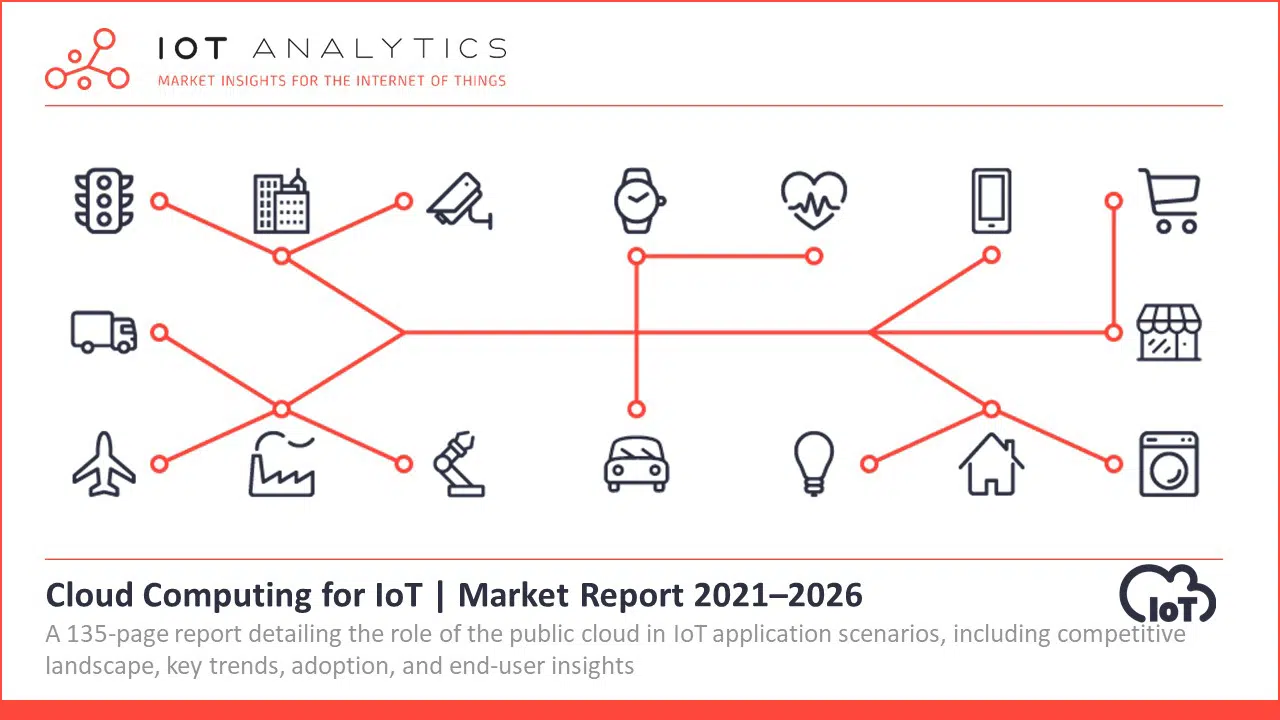 IOT ANALYTICS
MARKET INSIGHTS FOR THE INTERNET OF THINGS
Cloud Computing for IoT | Market Report 2021–2026
IoT
A 135-page report detailing the role of the public cloud in IoT application scenarios, including competitive
landscape, key trends, adoption, and end-user insights